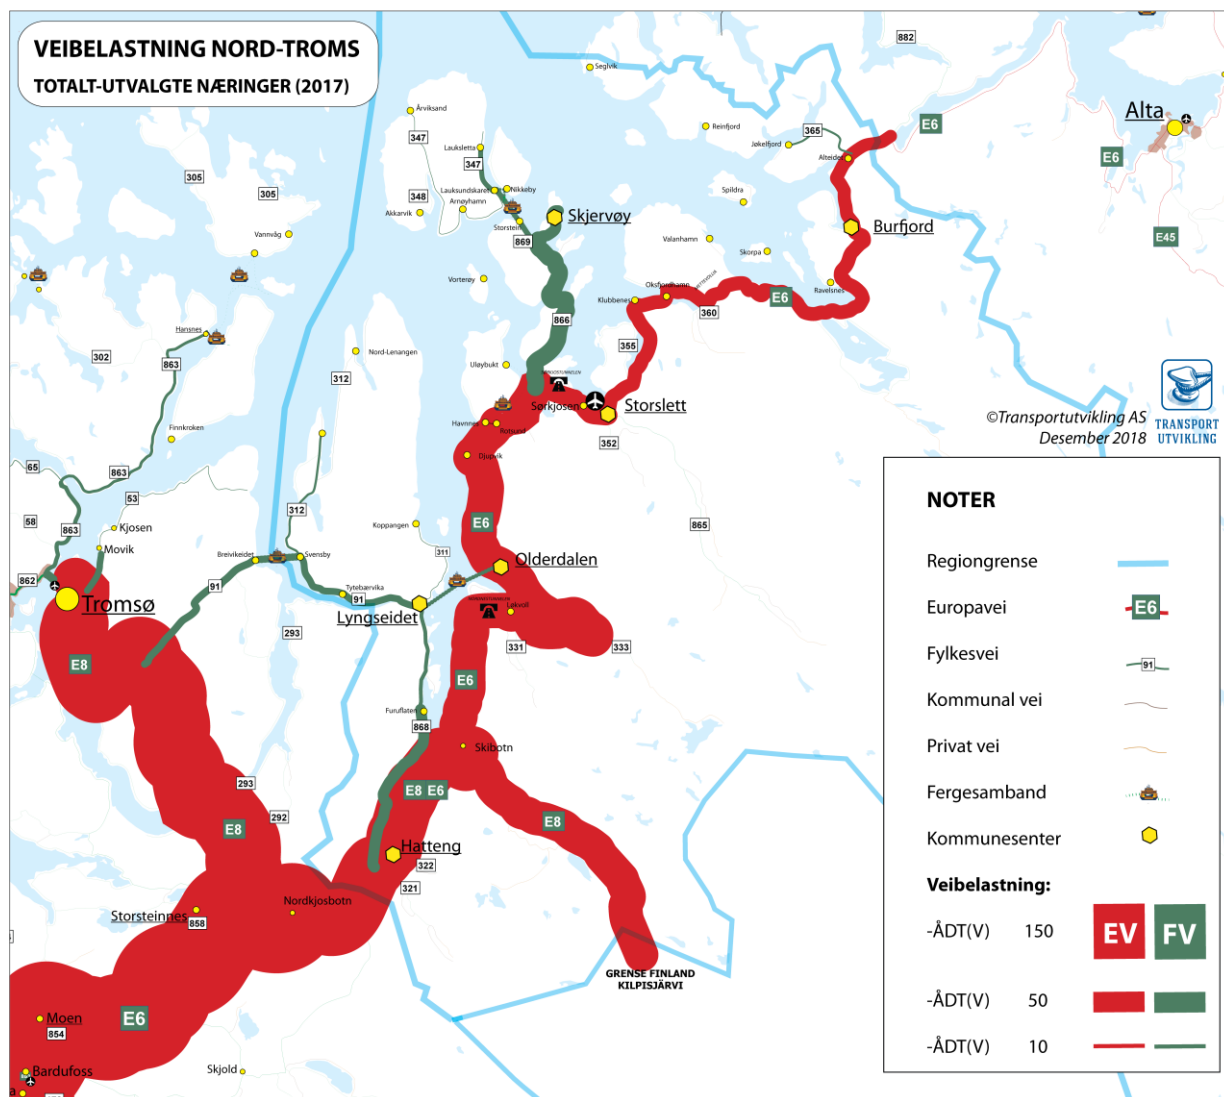 VEIBELASTNING NORD-TROMS
TOTALT-UTVALGTE NÆRINGER (2017)
882
Seglvik
Alta
E6
E6
E45
Årviksand
347
Lauksletta
347
Reinfjord
365
Jøkelfjord
Alteidet
305
305
348
Lauksundskaret
Nikkeby
Arnøyhamn
Akkarvik
Storstein
Skjervøy
869
Spildra
Burfjord
Vannvåg
Valanhamn
Skorpa
Vorterøy
Oksfjordhamn
Ravelsnes
Klubbenes
E6
360
866
355
Hansnes
302
863
Nord-Lenangen
312
Uløybukt
Sørkjosen
Storslett
©Transportutvikling AS
Desember 2018
TRANSPORT
UTVIKLING
Havnnes
Rotsund
352
Finnkroken
Djupvik
65
863
53
58
863
312
Kjosen
Movik
Koppangen
E6
865
311
Breivikeidet
Svensby
Olderdalen
862
91
Tytebærvika
91
Lyngseidet
Tromsø
Løkvoll
293
331
333
E8
E6
Furuflaten
868
Skibotn
293
E8 E6
292
E8
E8
Hatteng
322
321
Storsteinnes
858
Nordkjosbotn
GRENSE FINLAND
KILPISJÄRVI
E6
Moen
854
Bardufoss
Skjold
a
NOTER
Regiongrense
Europavei
E6
Fylkesvei
91
Kommunal vei
Privat vei
Fergesamband
Kommunesenter
Veibelastning:
-ÅDT(V) 150
EV FV
-ÅDT(V) 50
-ÅDT(V) 10